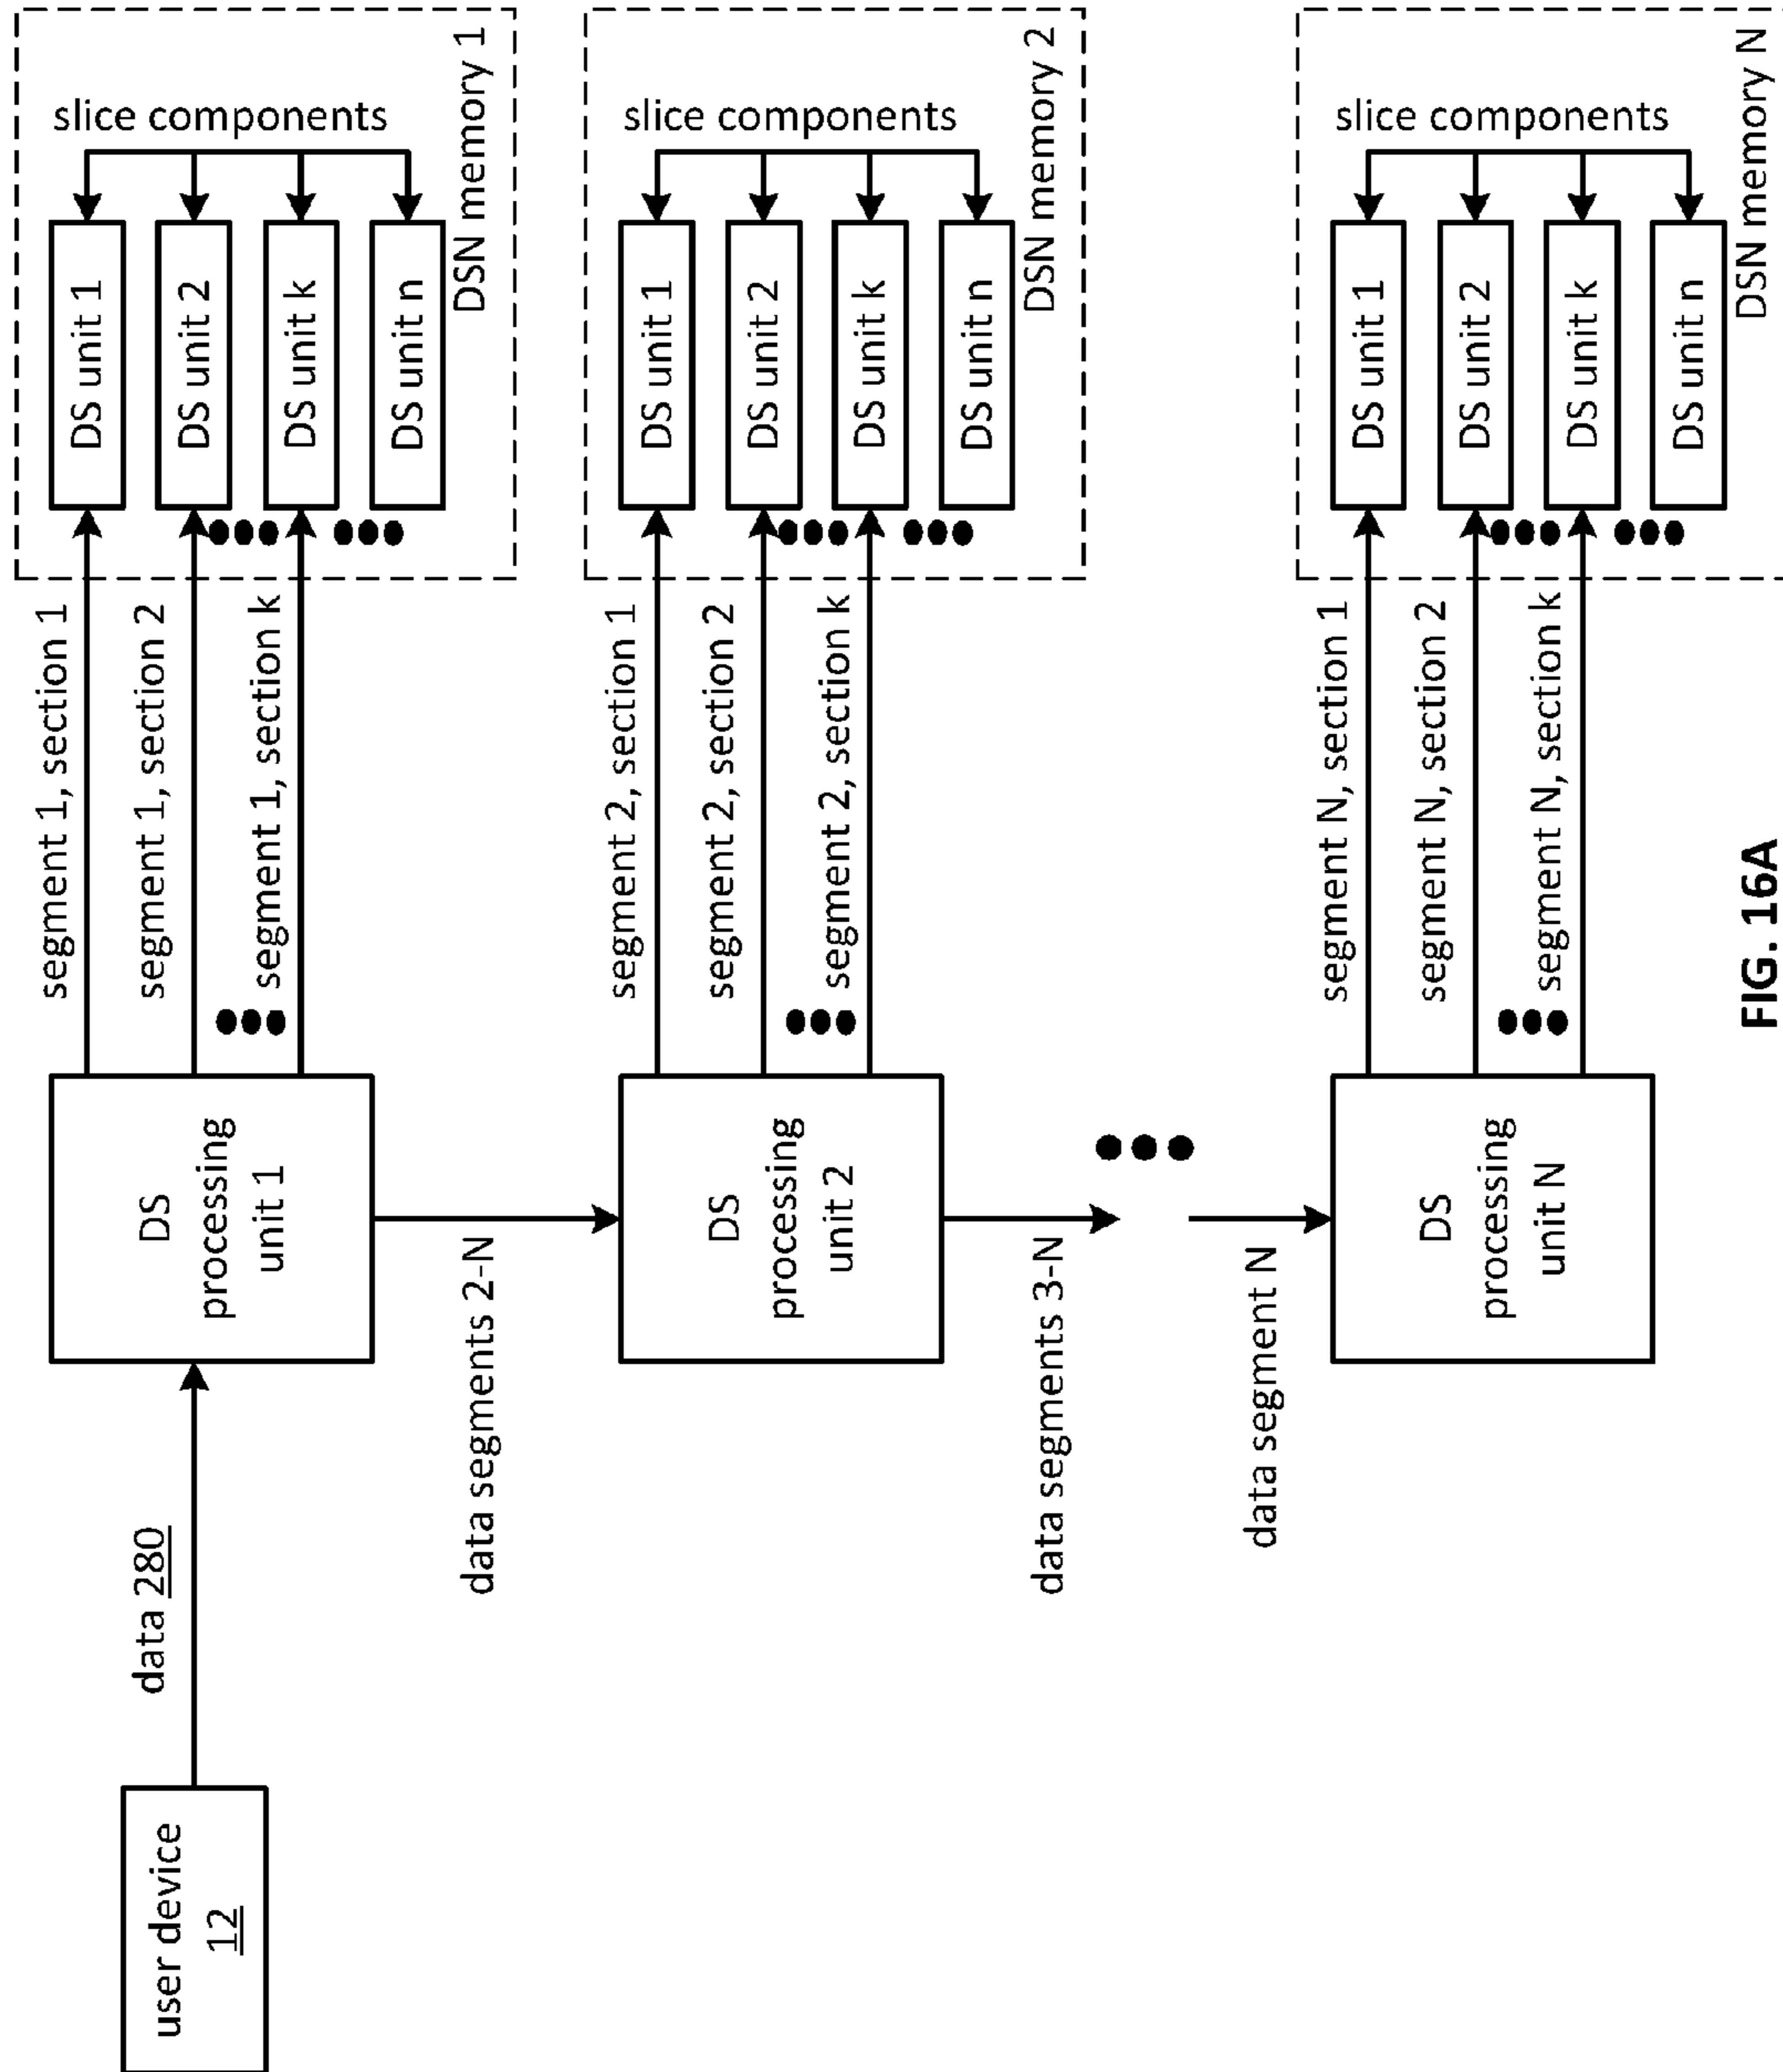 user device
12
data 280
DS
processing
unit 1
segment 1, section 1
segment 1, section 2
segment 1, section k
DS unit 1
DS unit 2
DS unit k
DS unit n
slice components
DSN memory 1
data segments 2-N
DS
processing
unit 2
segment 2, section 1
segment 2, section 2
segment 2, section k
DS unit 1
DS unit 2
DS unit k
DS unit n
slice components
DSN memory 2
data segments 3-N
data segment N
DS
processing
unit N
segment N, section 1
segment N, section 2
segment N, section k
DS unit 1
DS unit 2
DS unit k
DS unit n
slice components
DSN memory N
FIG. 16A